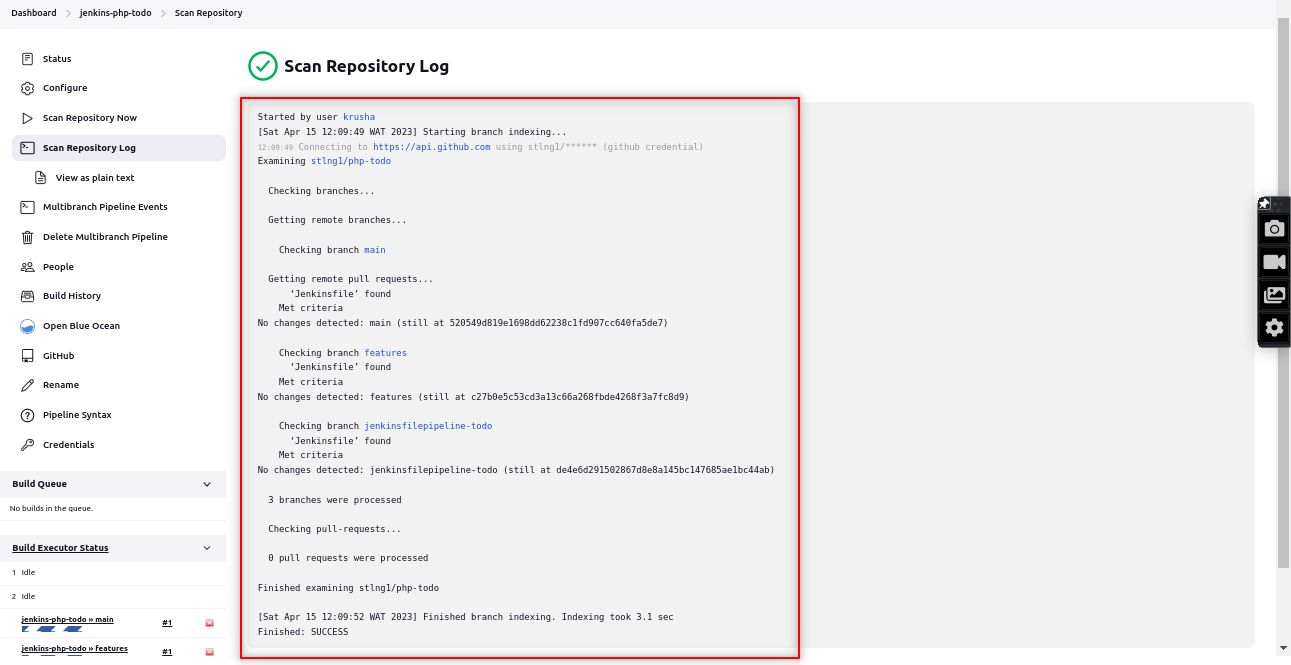 Dashboard > jenkins-php-todo > Scan Repository
Status
Configure
Scan Repository Now
Scan Repository Log
View as plain text
Multibranch Pipeline Events
Delete Multibranch Pipeline
People
Build History
Open Blue Ocean
GitHub
Rename
Pipeline Syntax
Credentials
Build Queue
No builds in the queue.
Build Executor Status
1 Idle
2 Idle
jenkins-php-todo » main #1
jenkins-php-todo » features #1
Scan Repository Log
Started by user krusha
[Sat Apr 15 12:09:49 WAT 2023] Starting branch indexing...
12:09:49 Connecting to https://api.github.com using stlng1/****** (github credential)
Examining stlng1/php-todo
Checking branches...
Getting remote branches...
Checking branch main
Getting remote pull requests...
‘Jenkinsfile’ found
Met criteria
No changes detected: main (still at 520549d819e1698dd62238c1fd907cc640fa5de7)
Checking branch features
‘Jenkinsfile’ found
Met criteria
No changes detected: features (still at c27b0e5c53cd3a13c66a268fbde4268f3a7fc8d9)
Checking branch jenkinsfilepipeline-todo
‘Jenkinsfile’ found
Met criteria
No changes detected: jenkinsfilepipeline-todo (still at de4e6d291502867d8e8a145bc147685ae1bc44ab)
3 branches were processed
Checking pull-requests...
0 pull requests were processed
Finished examining stlng1/php-todo
[Sat Apr 15 12:09:52 WAT 2023] Finished branch indexing. Indexing took 3.1 sec
Finished: SUCCESS